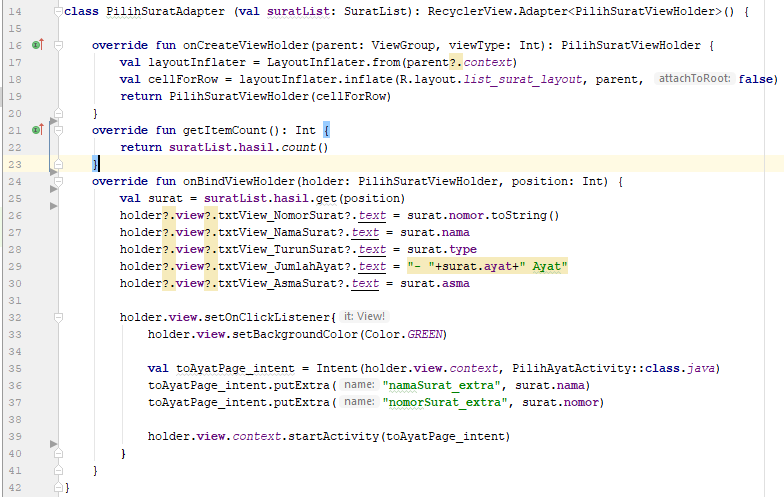 14 class PilihSuratAdapter (val suratList: SuratList): RecyclerView.Adapter<PilihSuratViewHolder>() {
15
16 override fun onCreateViewHolder(parent: ViewGroup, viewType: Int): PilihSuratViewHolder {
17 val layoutInflater = LayoutInflater.from(parent?.context)
18 val cellForRow = layoutInflater.inflate(R.layout.list_surat_layout, parent, attachToRoot: false)
19 return PilihSuratViewHolder(cellForRow)
20 }
21 override fun getItemCount(): Int {
22 return suratList.hasil.count()
23 }
24 override fun onBindViewHolder(holder: PilihSuratViewHolder, position: Int) {
25 val surat = suratList.hasil.get(position)
26 holder?.view?.txtView_NomorSurat?.text = surat.nomor.toString()
27 holder?.view?.txtView_NamaSurat?.text = surat.nama
28 holder?.view?.txtView_TurunSurat?.text = surat.type
29 holder?.view?.txtView_JumlahAyat?.text = "- "+surat.ayat+" Ayat"
30 holder?.view?.txtView_AsmaSurat?.text = surat.asma
31
32 holder.view.setOnClickListener{ it: View!
33 holder.view.setBackgroundColor(Color.GREEN)
34
35 val toAyatPage_intent = Intent(holder.view.context, PilihAyatActivity::class.java)
36 toAyatPage_intent.putExtra( name: "namaSurat_extra", surat.nama)
37 toAyatPage_intent.putExtra( name: "nomorSurat_extra", surat.nomor)
38
39 holder.view.context.startActivity(toAyatPage_intent)
40 }
41 }
42 }